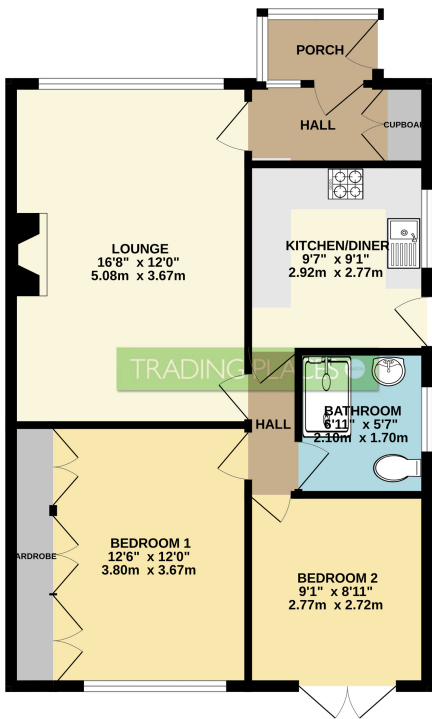 PORCH
HALL
CUPBOA
LOUNGE
16'8" x 12'0"
5.08m x 3.67m
KITCHEN/DINER
9'7" x 9'1"
2.92m x 2.77m
TRADING PLACES
HALL
BATHROOM
6'11" x 5'7"
2.10m x 1.70m
ARDROBE
BEDROOM 1
12'6" x 12'0"
3.80m x 3.67m
BEDROOM 2
9'1" x 8'11"
2.77m x 2.72m